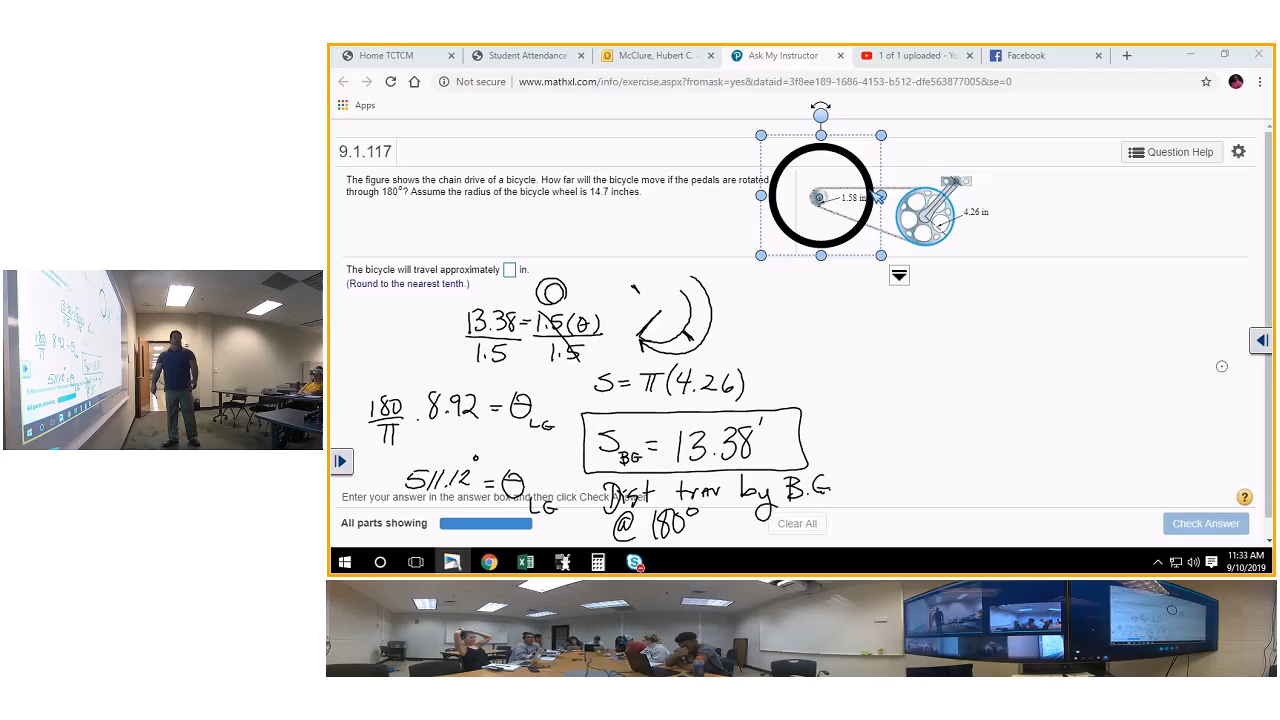 Home TCTCM
Student Attendance
McClure, Hubert C. -
Ask My Instructor
1 of 1 uploaded - Yo
Facebook
Not secure | www.mathxl.com/info/exercise.aspx?fromask=yes&dataid=3f8ee189-1686-4153-b512-dfe563877005&se=0
Apps
9.1.117
Question Help
The figure shows the chain drive of a bicycle. How far will the bicycle move if the pedals are rotated
through 180°? Assume the radius of the bicycle wheel is 14.7 inches.
1.58 in
4.26 in
The bicycle will travel approximately in.
(Round to the nearest tenth.)
13.38 = 1.5(θ)
1.5 1.5
S = π(4.26)
180/π · 8.92 = θ LG
S BG = 13.38'
511.12° = θ LG
Dist trav by B.G
@ 180°
Enter your answer in the answer box and then click Check Answer.
All parts showing
Clear All
Check Answer
11:33 AM
9/10/2019